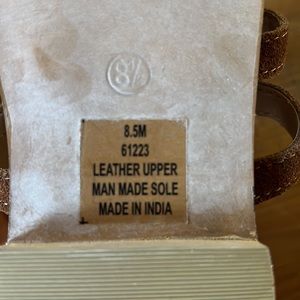 8½
8.5M
61223
LEATHER UPPER
MAN MADE SOLE
MADE IN INDIA